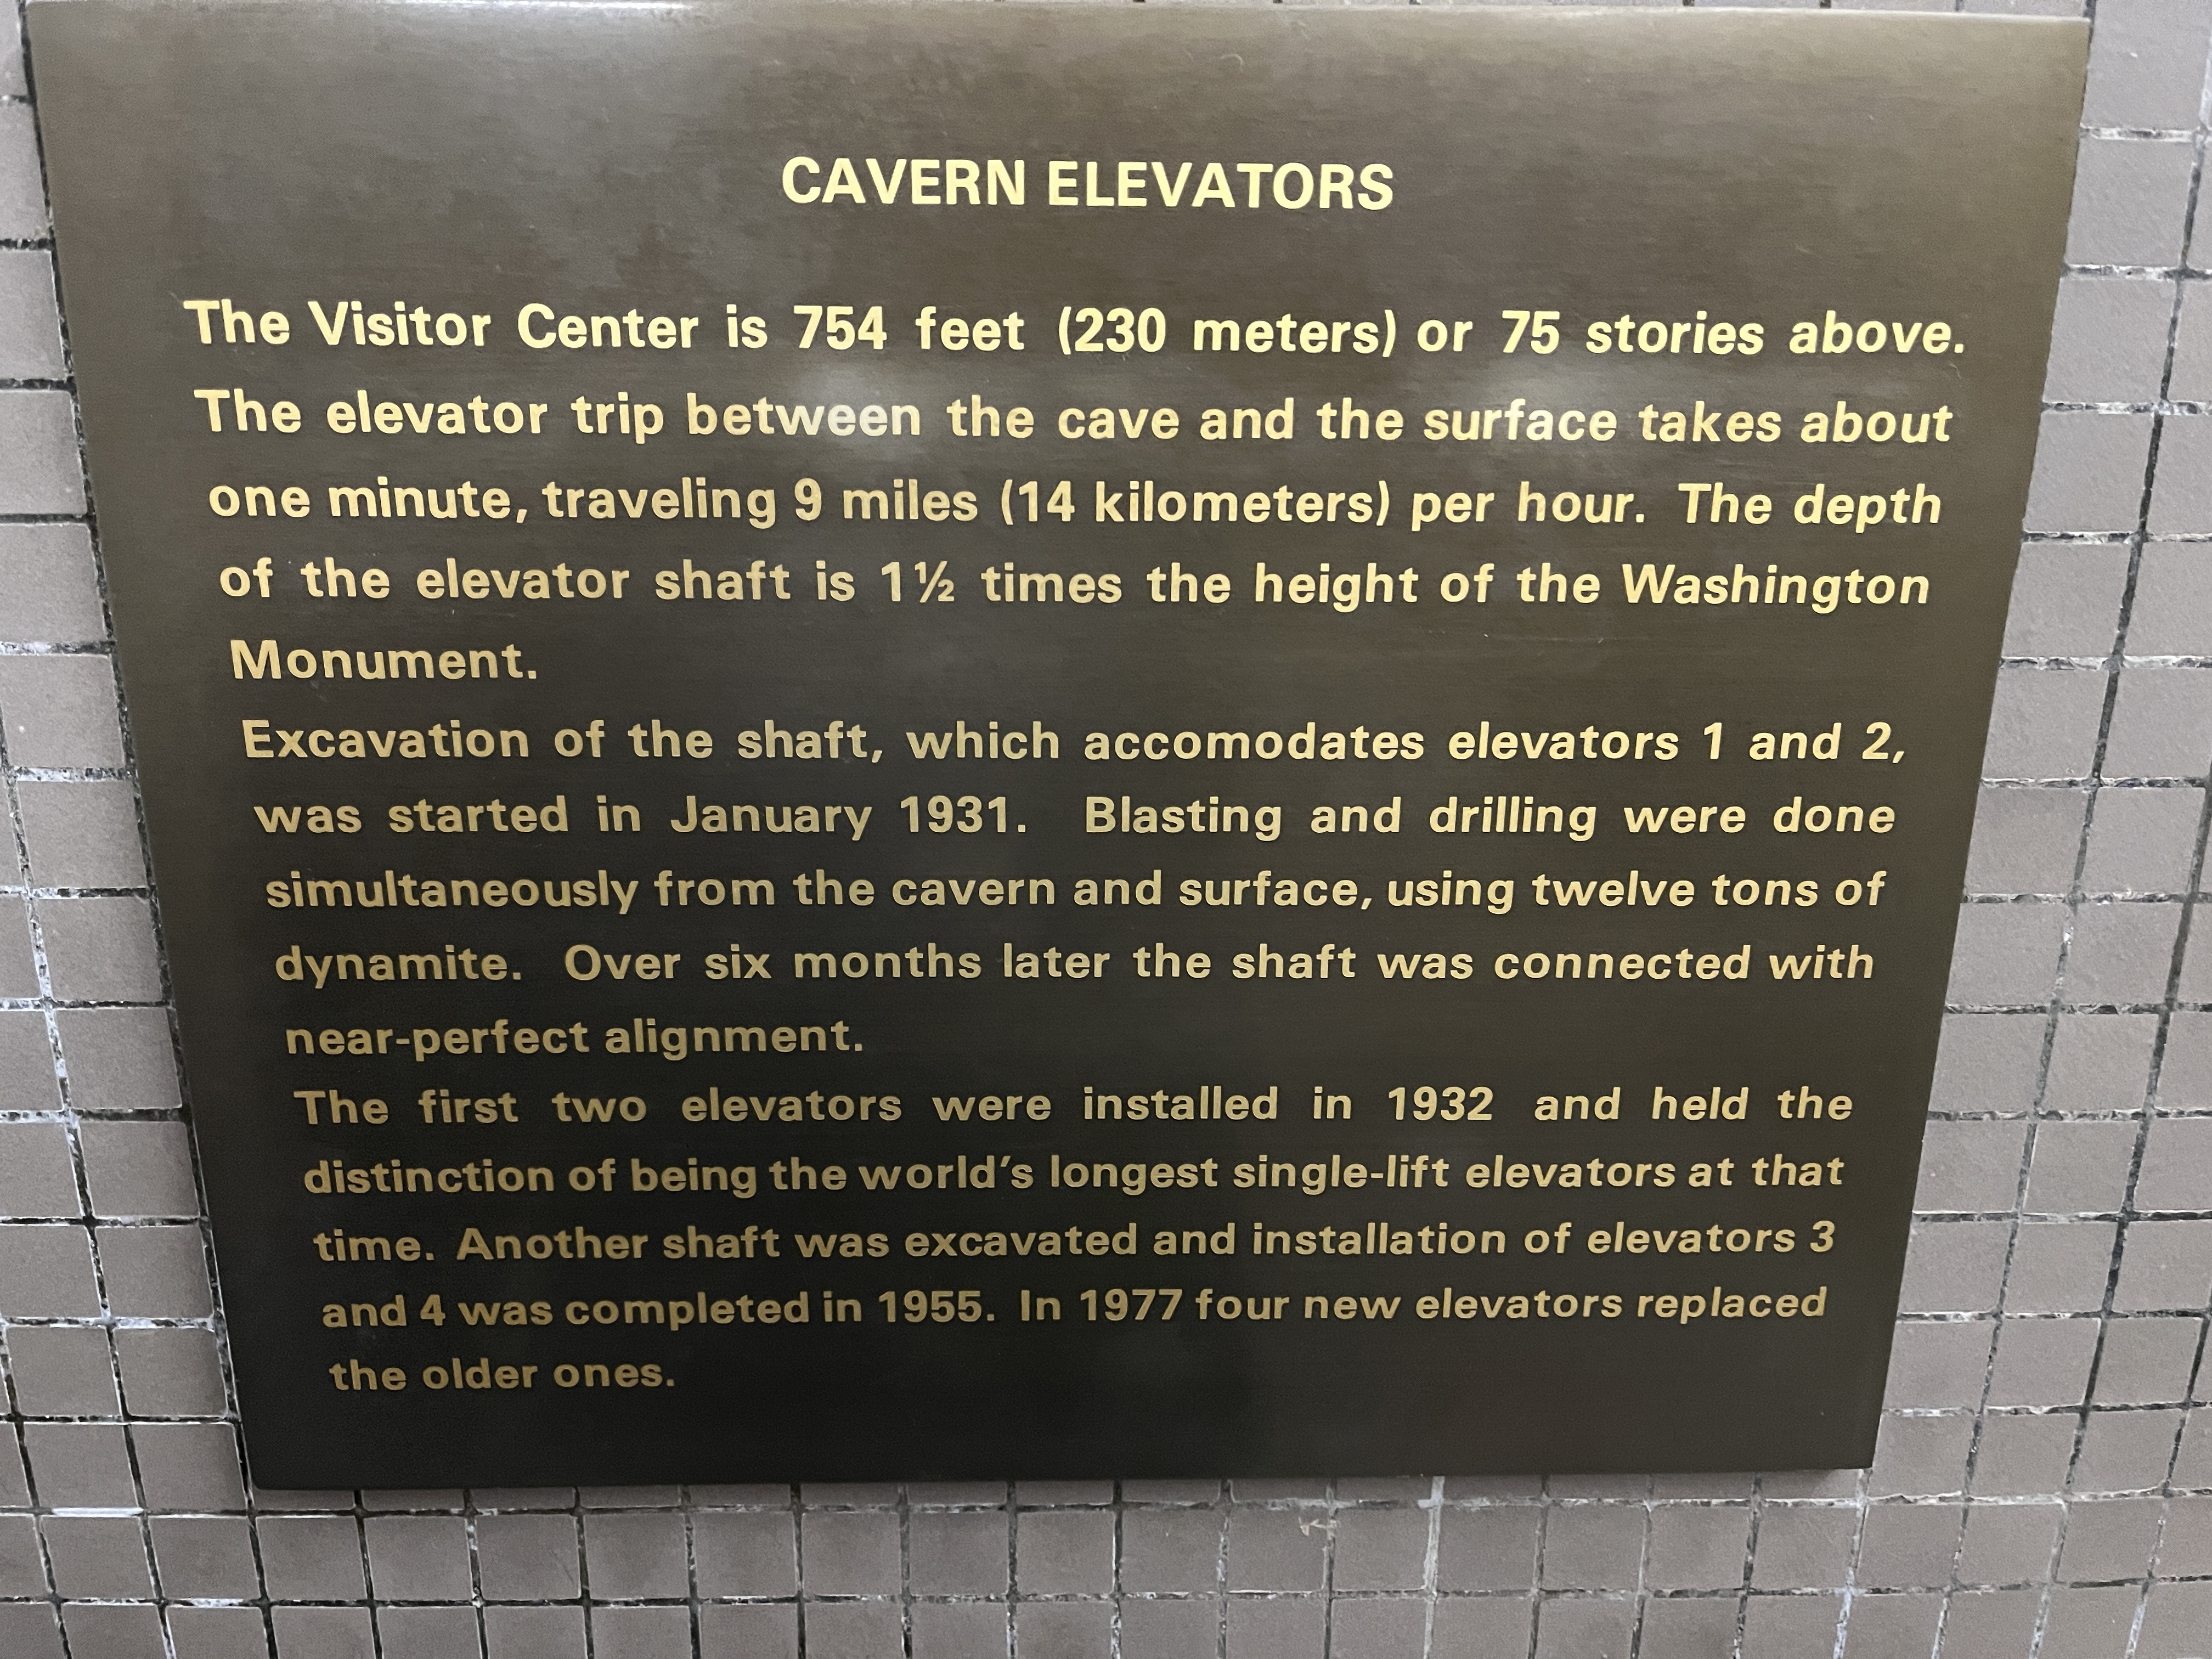 CAVERN ELEVATORS
The Visitor Center is 754 feet (230 meters) or 75 stories above.
The elevator trip between the cave and the surface takes about
one minute, traveling 9 miles (14 kilometers) per hour. The depth
of the elevator shaft is 1½ times the height of the Washington
Monument.
Excavation of the shaft, which accomodates elevators 1 and 2,
was started in January 1931. Blasting and drilling were done
simultaneously from the cavern and surface, using twelve tons of
dynamite. Over six months later the shaft was connected with
near-perfect alignment.
The first two elevators were installed in 1932 and held the
distinction of being the world's longest single-lift elevators at that
time. Another shaft was excavated and installation of elevators 3
and 4 was completed in 1955. In 1977 four new elevators replaced
the older ones.